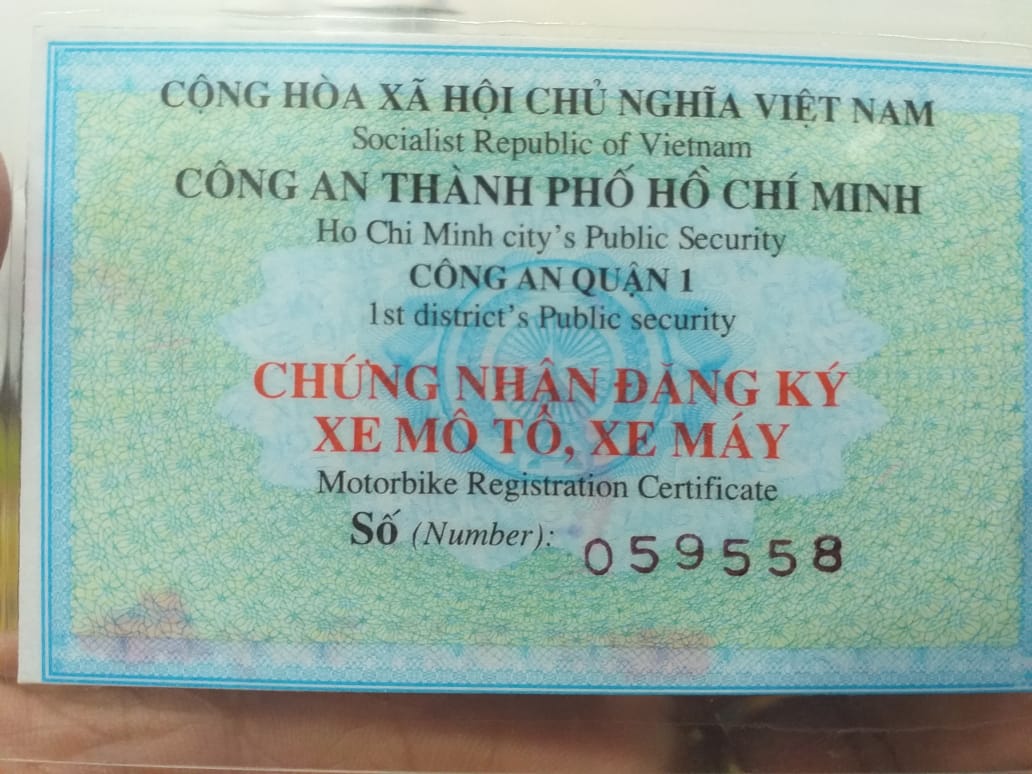 CỘNG HÒA XÃ HỘI CHỦ NGHĨA VIỆT NAM
Socialist Republic of Vietnam
CÔNG AN THÀNH PHỐ HỒ CHÍ MINH
Ho Chi Minh city's Public Security
CÔNG AN QUẬN 1
1st district's Public security
CHỨNG NHẬN ĐĂNG KÝ
XE MÔ TÔ, XE MÁY
Motorbike Registration Certificate
Số (Number): 059558